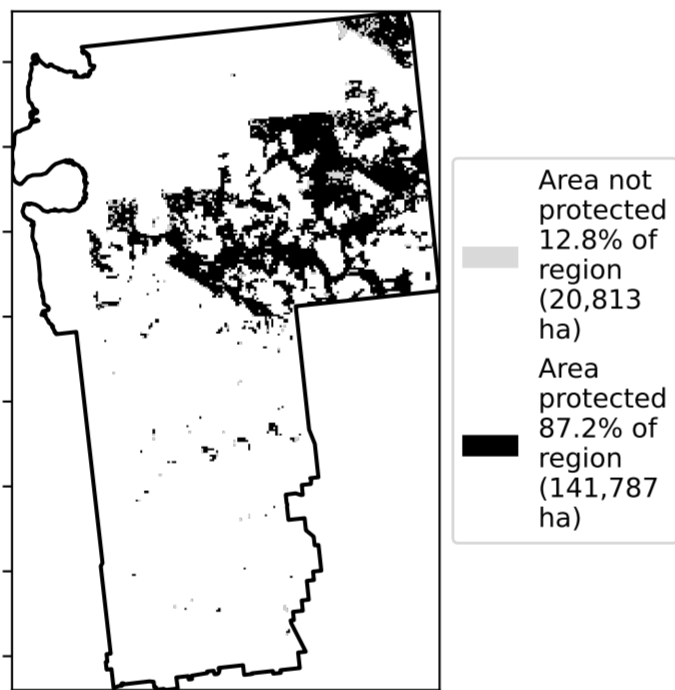 Area not
protected
12.8% of
region
(20,813
ha)
Area
protected
87.2% of
region
(141,787
ha)